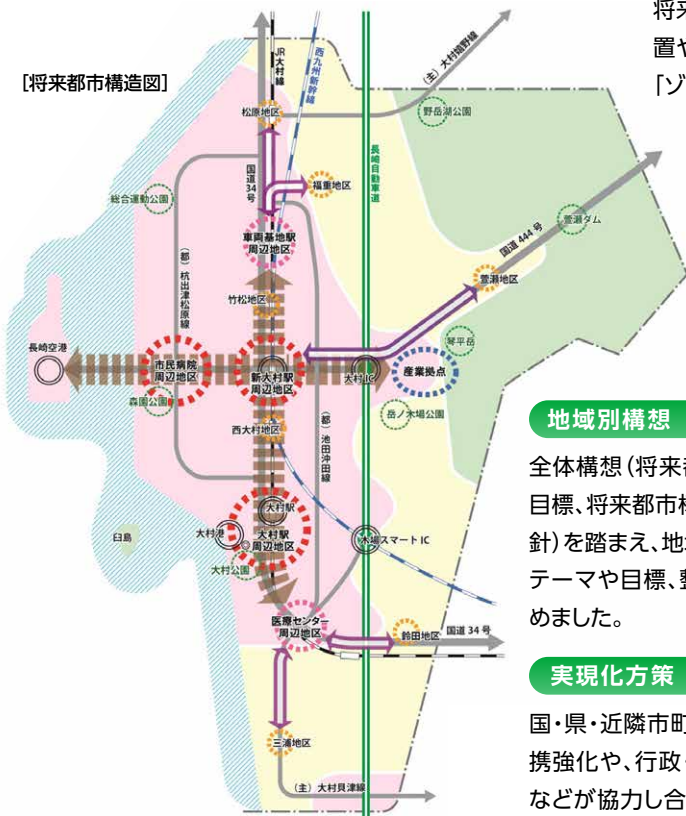 将来
置や
「ゾ
[将来都市構造図]
JR大村線
西九州新幹線
(主)大村嬉野線
松原地区
野岳湖公園
国道34号
長崎自動車道
総合運動公園
福重地区
萱瀬ダム
車両基地駅
周辺地区
国道444号
(都)杭出津松原線
竹松地区
萱瀬地区
琴平岳
長崎空港
市民病院
周辺地区
新大村駅
周辺地区
大村IC
産業拠点
森園公園
岳ノ木場公園
西大村地区
(都)池田沖田線
大村駅
大村港
大村駅
周辺地区
木場スマートIC
臼島
大村公園
医療センター
周辺地区
鈴田地区
国道34号
三浦地区
(主)大村貝津線
地域別構想
全体構想(将来都
目標、将来都市構
針)を踏まえ、地域
テーマや目標、整
めました。
実現化方策
国・県・近隣市町
携強化や、行政・
などが協力し合